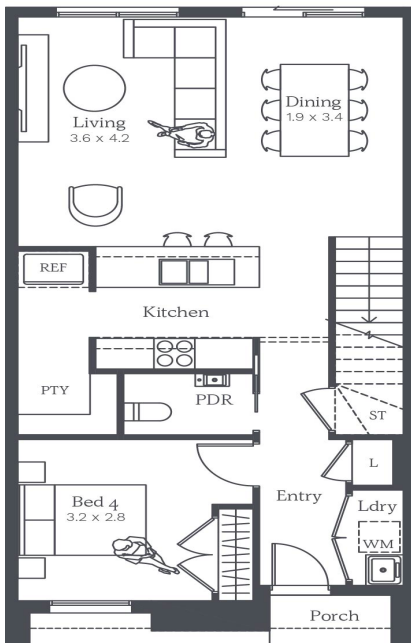 Living
3.6 x 4.2
Dining
1.9 x 3.4
REF
Kitchen
PTY
PDR
ST
L
Bed 4
3.2 x 2.8
Entry
Ldry
WM
Porch